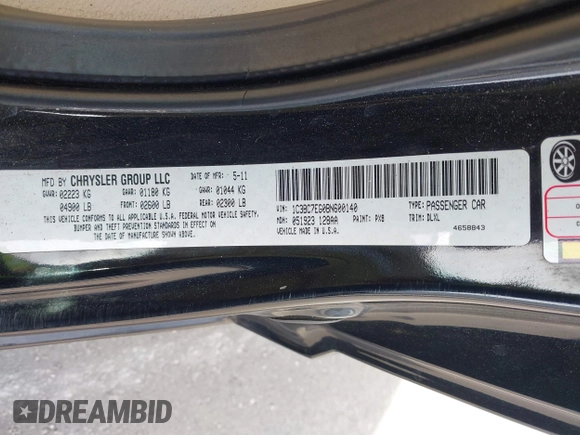 MFD BY CHRYSLER GROUP LLC DATE OF MFR: 5-11
GVWR: 02223 KG GAWR: 01180 KG GAWR: 01044 KG
04900 LB FRONT: 02600 LB REAR: 02300 LB
THIS VEHICLE CONFORMS TO ALL APPLICABLE U.S.A. FEDERAL MOTOR VEHICLE SAFETY,
BUMPER AND THEFT PREVENTION STANDARDS IN EFFECT
ON THE DATE OF MANUFACTURE SHOWN ABOVE.
VIN: 1C3BC7EG0BN600140 TYPE: PASSENGER CAR
MDH: 051923 128AA PAINT: PX8 TRIM: DLXL
MADE IN U.S.A. 4658843
DREAMBID